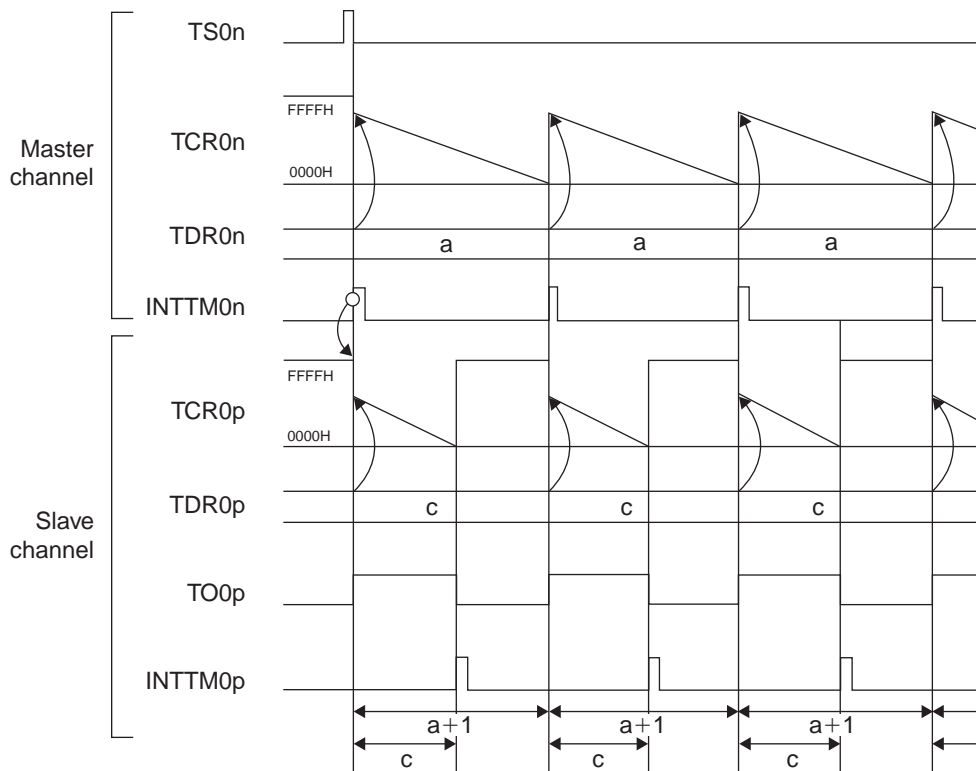 TS0n
FFFFH
Master
channel
TCR0n
0000H
TDR0n
a a a
INTTM0n
FFFFH
TCR0p
0000H
TDR0p
c c c
Slave
channel
TO0p
INTTM0p
a+1 a+1 a+1
c c c